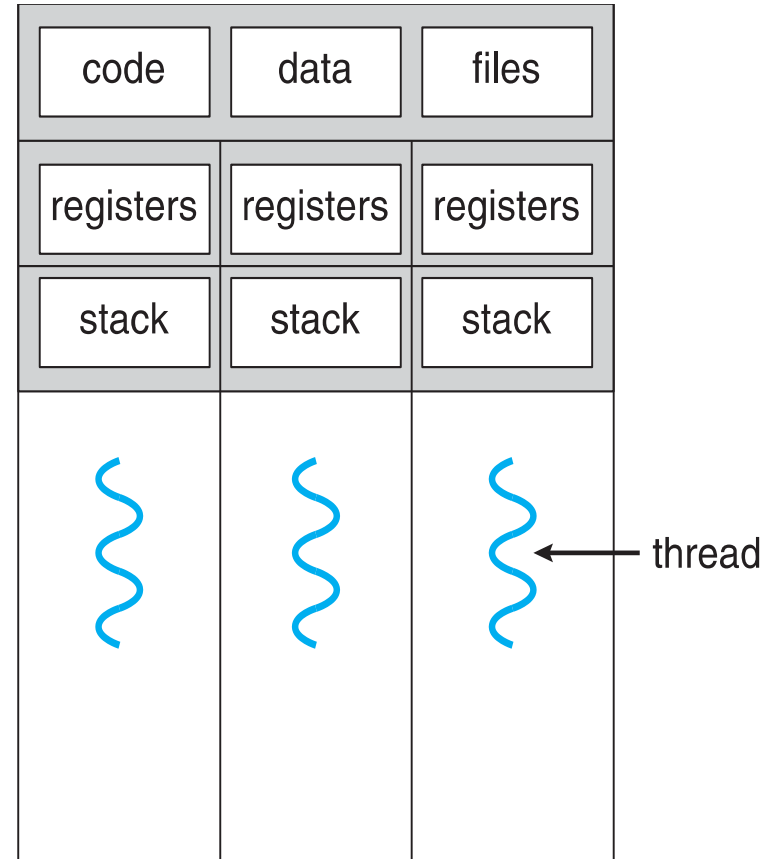 code data files
registers registers registers
stack stack stack
thread